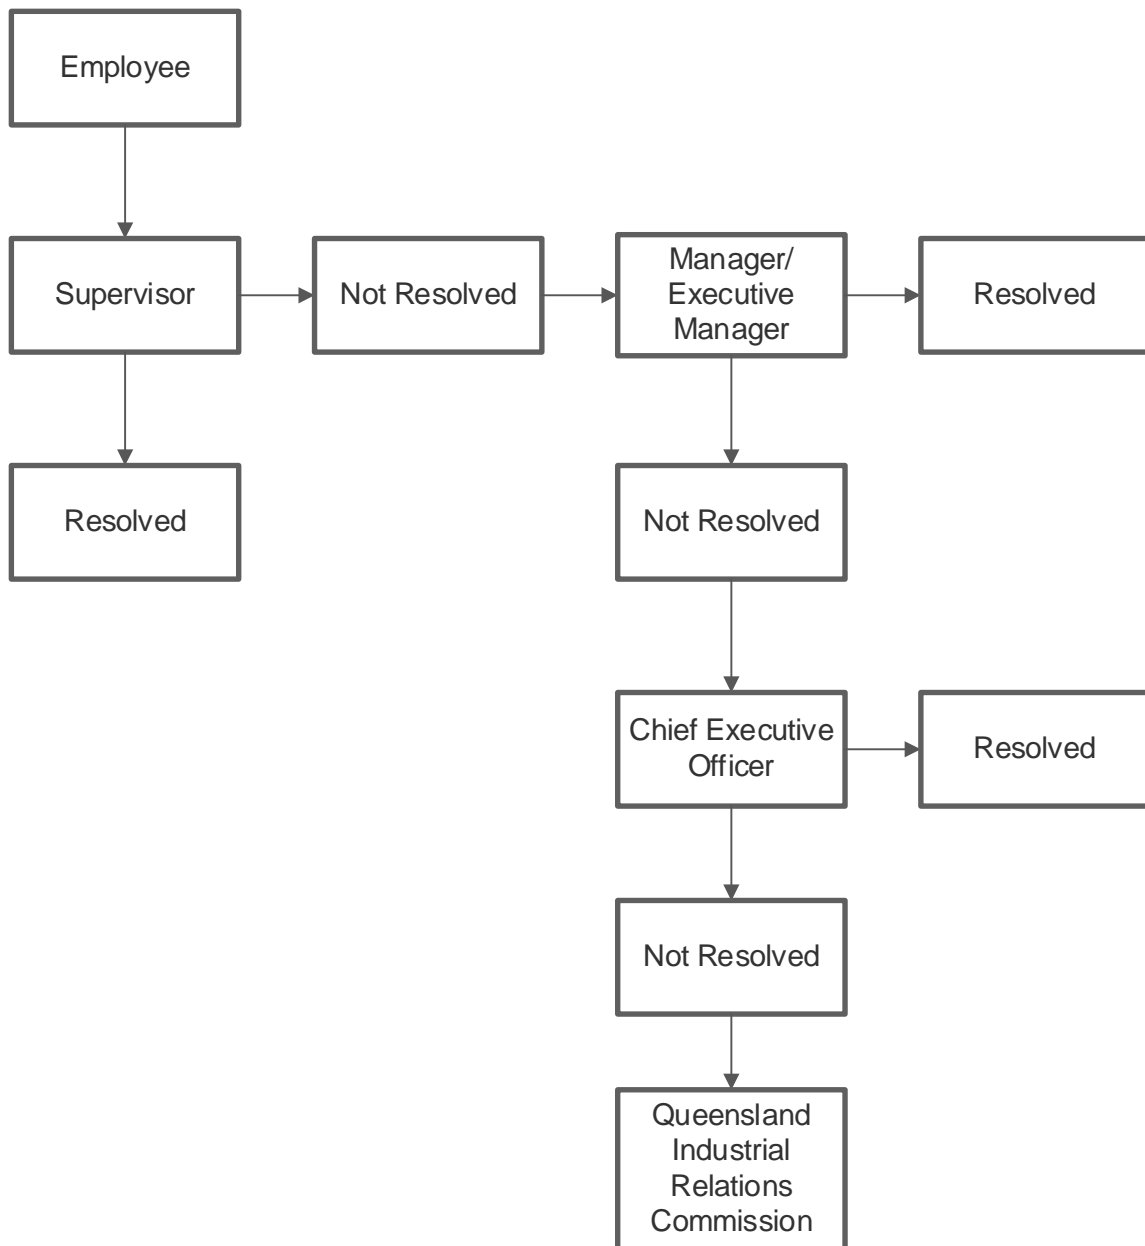 Employee
Supervisor
Not Resolved
Manager/
Executive
Manager
Resolved
Resolved
Not Resolved
Chief Executive
Officer
Resolved
Not Resolved
Queensland
Industrial
Relations
Commission